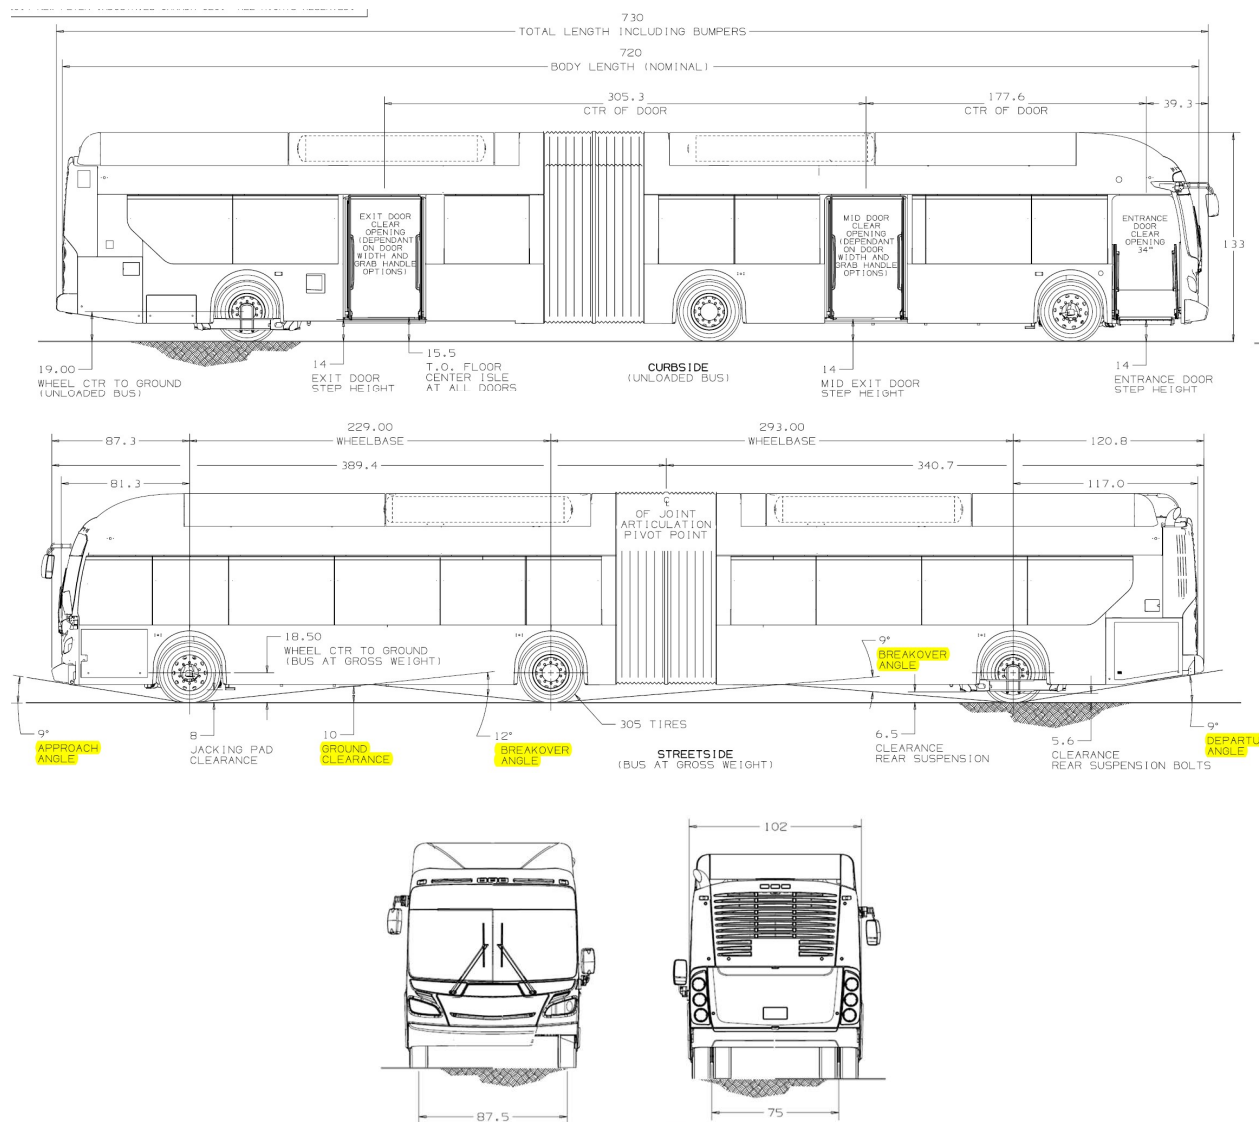 730
TOTAL LENGTH INCLUDING BUMPERS
720
BODY LENGTH (NOMINAL)
305.3
CTR OF DOOR
177.6
CTR OF DOOR
39.3
133
EXIT DOOR
CLEAR
OPENING
(DEPENDANT
ON DOOR
WIDTH AND
GRAB HANDLE
OPTIONS)
MID DOOR
CLEAR
OPENING
(DEPENDANT
ON DOOR
WIDTH AND
GRAB HANDLE
OPTIONS)
ENTRANCE
DOOR
CLEAR
OPENING
34"
19.00
WHEEL CTR TO GROUND
(UNLOADED BUS)
14
EXIT DOOR
STEP HEIGHT
15.5
T.O. FLOOR
CENTER ISLE
AT ALL DOORS
CURBSIDE
(UNLOADED BUS)
14
MID EXIT DOOR
STEP HEIGHT
14
ENTRANCE DOOR
STEP HEIGHT
87.3
229.00
WHEELBASE
293.00
WHEELBASE
120.8
389.4
340.7
81.3
117.0
℄
OF JOINT
ARTICULATION
PIVOT POINT
18.50
WHEEL CTR TO GROUND
(BUS AT GROSS WEIGHT)
9°
BREAKOVER
ANGLE
9°
APPROACH
ANGLE
8
JACKING PAD
CLEARANCE
10
GROUND
CLEARANCE
12°
BREAKOVER
ANGLE
305 TIRES
STREETSIDE
(BUS AT GROSS WEIGHT)
6.5
CLEARANCE
REAR SUSPENSION
5.6
CLEARANCE
REAR SUSPENSION BOLTS
9°
DEPARTU
ANGLE
102
87.5
75